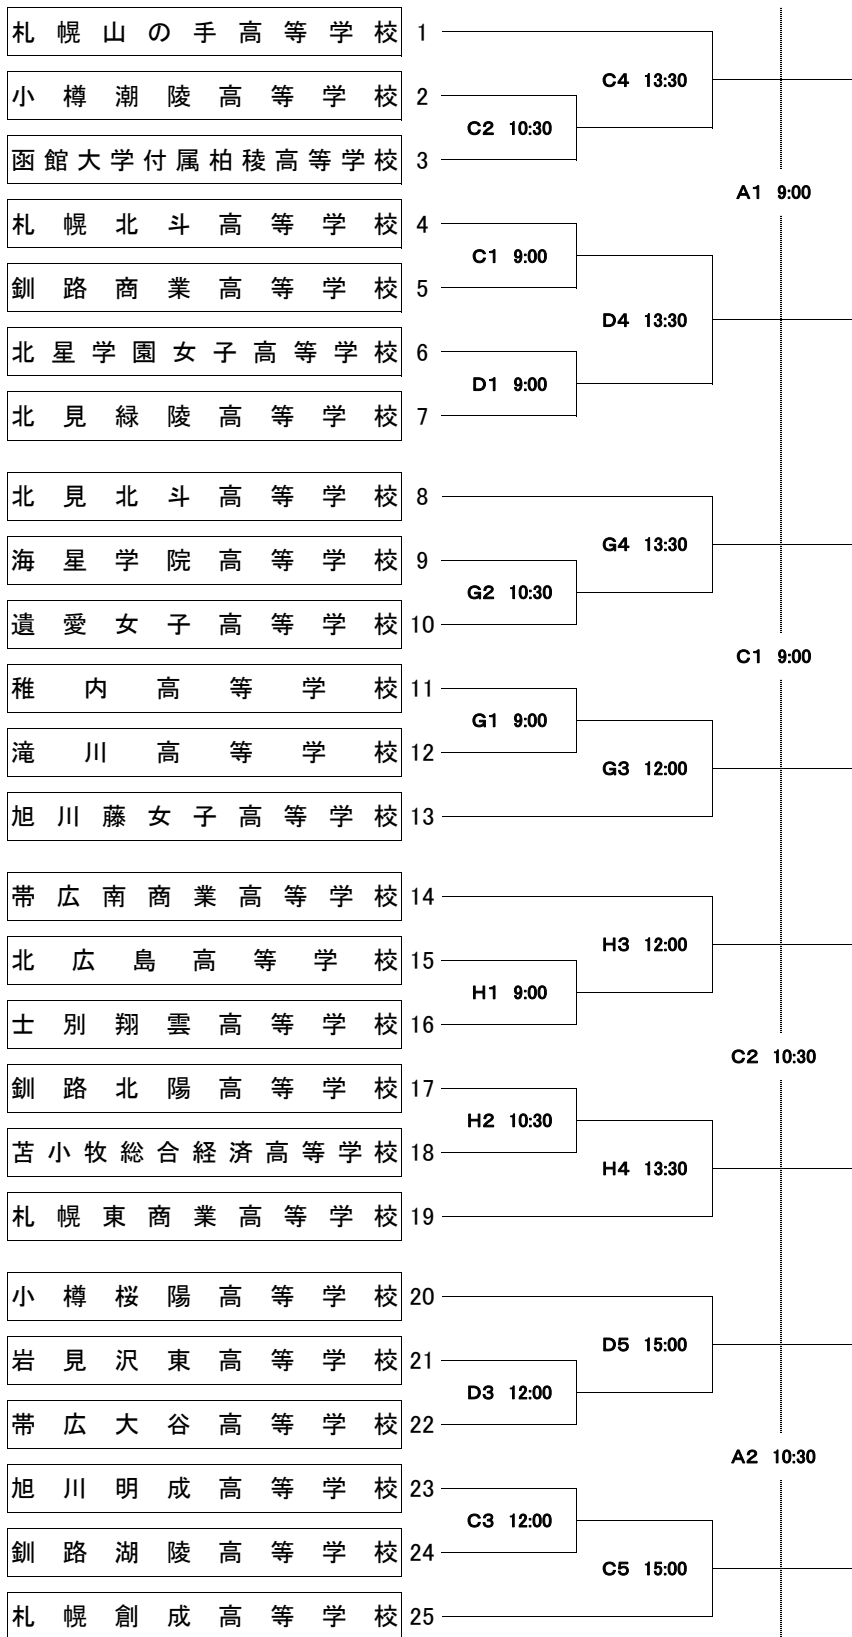 札幌山の手高等学校 1
C4 13:30
小樽潮陵高等学校 2
C2 10:30
函館大学付属柏稜高等学校 3
A1 9:00
札幌北斗高等学校 4
C1 9:00
釧路商業高等学校 5
D4 13:30
北星学園女子高等学校 6
D1 9:00
北見緑陵高等学校 7
北見北斗高等学校 8
G4 13:30
海星学院高等学校 9
G2 10:30
遺愛女子高等学校 10
C1 9:00
稚内高等学校 11
G1 9:00
滝川高等学校 12
G3 12:00
旭川藤女子高等学校 13
帯広南商業高等学校 14
H3 12:00
北広島高等学校 15
H1 9:00
士別翔雲高等学校 16
C2 10:30
釧路北陽高等学校 17
H2 10:30
苫小牧総合経済高等学校 18
H4 13:30
札幌東商業高等学校 19
小樽桜陽高等学校 20
D5 15:00
岩見沢東高等学校 21
D3 12:00
帯広大谷高等学校 22
A2 10:30
旭川明成高等学校 23
C3 12:00
釧路湖陵高等学校 24
C5 15:00
札幌創成高等学校 25